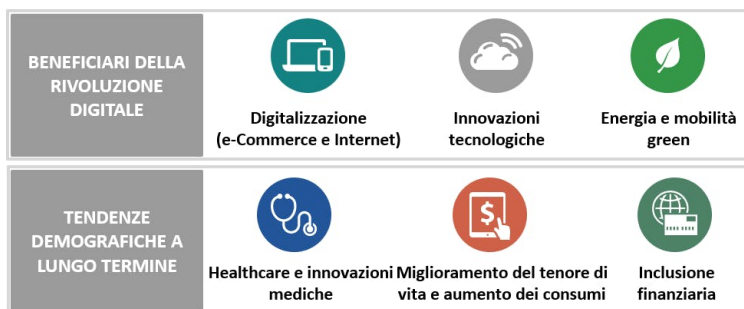 BENEFICIARI DELLA
RIVOLUZIONE
DIGITALE
Digitalizzazione
(e-Commerce e Internet)
Innovazioni
tecnologiche
Energia e mobilità
green
TENDENZE
DEMOGRAFICHE A
LUNGO TERMINE
Healthcare e innovazioni
mediche
Miglioramento del tenore di
vita e aumento dei consumi
Inclusione
finanziaria